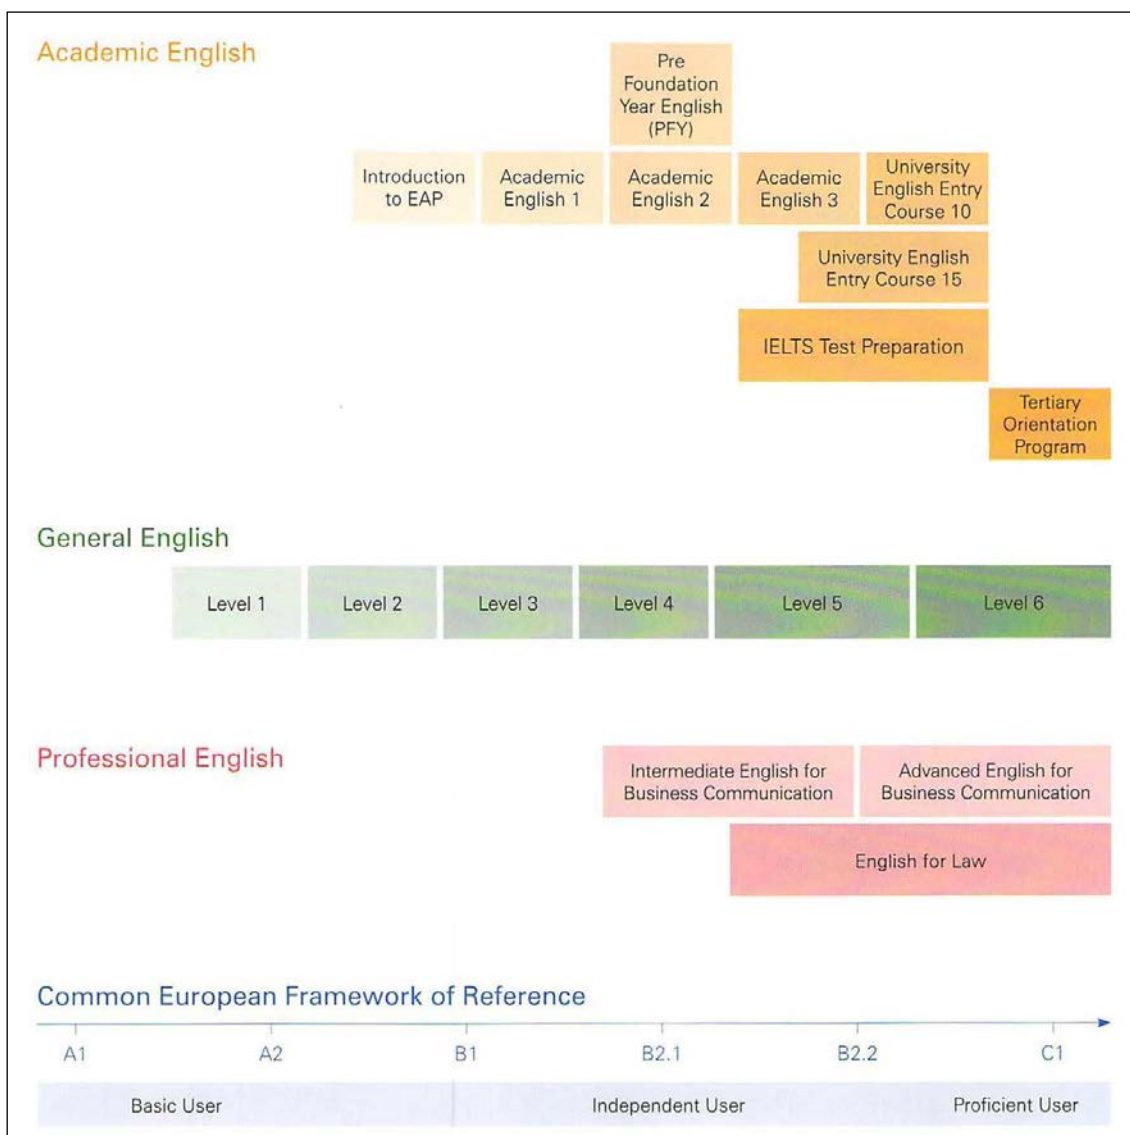 Academic English
Pre
Foundation
Year English
(PFY)
Introduction
to EAP
Academic
English 1
Academic
English 2
Academic
English 3
University
English Entry
Course 10
University English
Entry Course 15
IELTS Test Preparation
Tertiary
Orientation
Program
General English
Level 1
Level 2
Level 3
Level 4
Level 5
Level 6
Professional English
Intermediate English for
Business Communication
Advanced English for
Business Communication
English for Law
Common European Framework of Reference
A1
A2
B1
B2.1
B2.2
C1
Basic User
Independent User
Proficient User